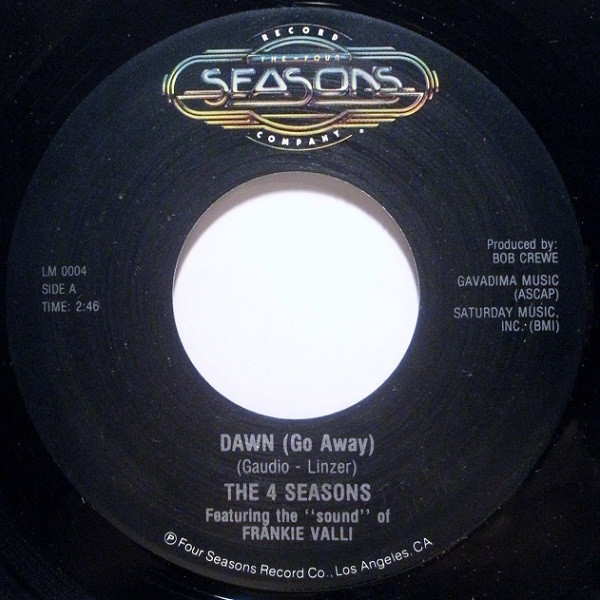 RECORD
THE • FOUR
SEASONS
COMPANY
LM 0004
SIDE A
TIME: 2:46
Produced by:
BOB CREWE
GAVADIMA MUSIC
(ASCAP)
SATURDAY MUSIC,
INC. (BMI)
DAWN (Go Away)
(Gaudio - Linzer)
THE 4 SEASONS
Featuring the "sound" of
FRANKIE VALLI
℗ Four Seasons Record Co., Los Angeles, CA